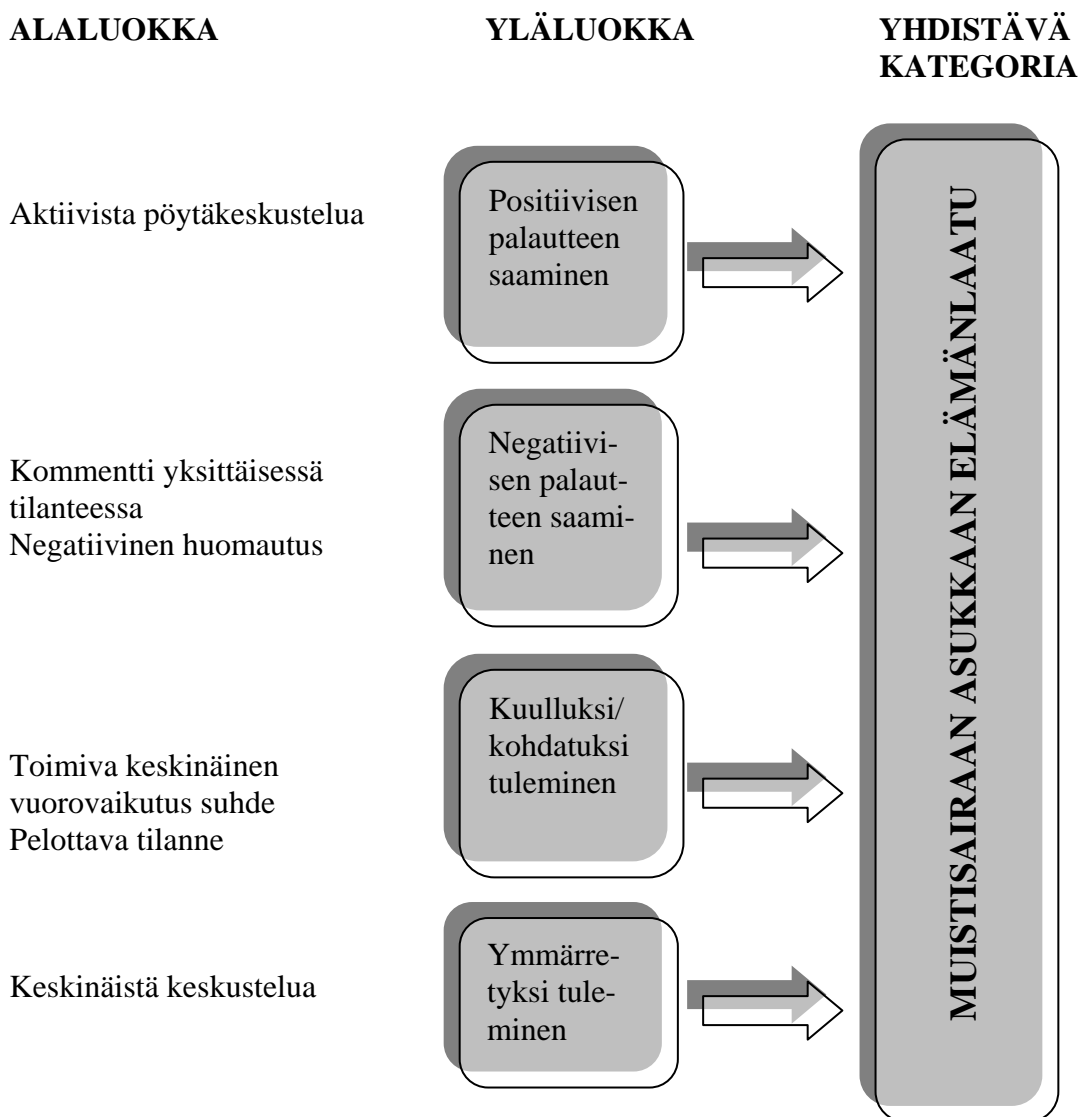 ALALUOKKA
YLÄLUOKKA
YHDISTÄVÄ
KATEGORIA
Aktiivista pöytäkeskustelua
Positiivisen
palautteen
saaminen
Kommentti yksittäisessä
tilanteessa
Negatiivinen huomautus
Negatiivi-
sen palaut-
teen saami-
nen
Toimiva keskinäinen
vuorovaikutus suhde
Pelottava tilanne
Kuulluksi/
kohdatuksi
tuleminen
Keskinäistä keskustelua
Ymmärre-
tyksi tule-
minen
MUISTISAIRAAN ASUKKAAN ELÄMÄNLAATU